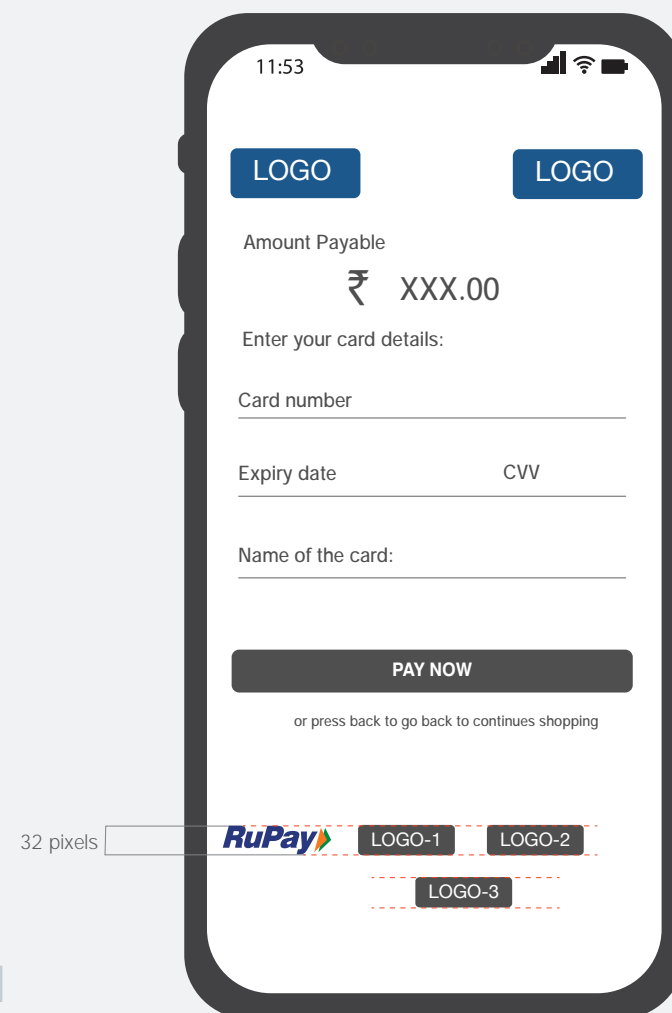 11:53
LOGO LOGO
Amount Payable
₹ XXX.00
Enter your card details:
Card number
Expiry date CVV
Name of the card:
PAY NOW
or press back to go back to continues shopping
32 pixels RuPay LOGO-1 LOGO-2
LOGO-3